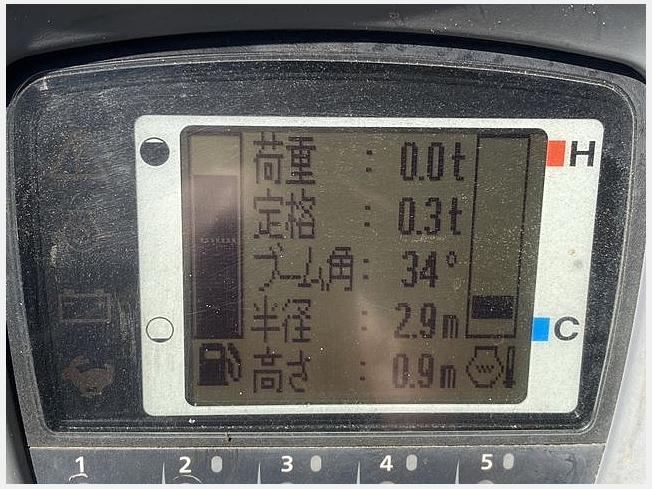 荷重 : 0.0t
定格 : 0.3t
ブーム角 : 34°
半径 : 2.9m
高さ : 0.9m
H
C
1 2 3 4 5